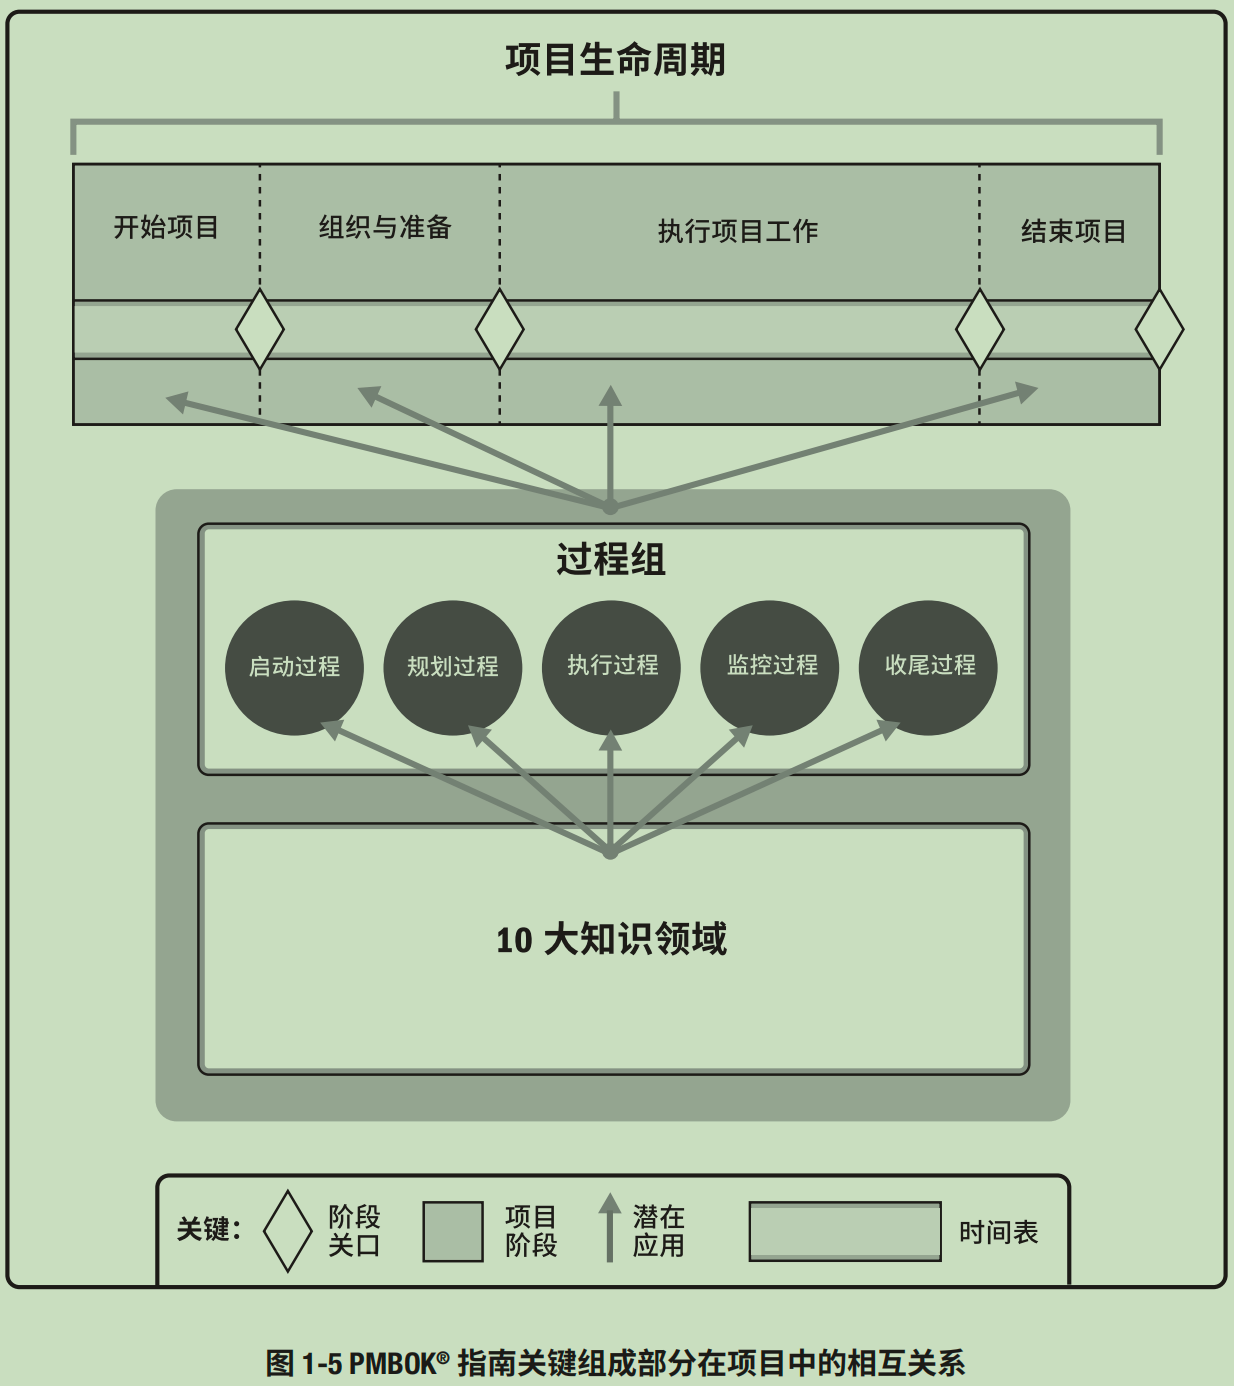 项目生命周期
开始项目
组织与准备
执行项目工作
结束项目
过程组
启动过程
规划过程
执行过程
监控过程
收尾过程
10 大知识领域
关键：
阶段
关口
项目
阶段
潜在
应用
时间表
图 1-5 PMBOK® 指南关键组成部分在项目中的相互关系